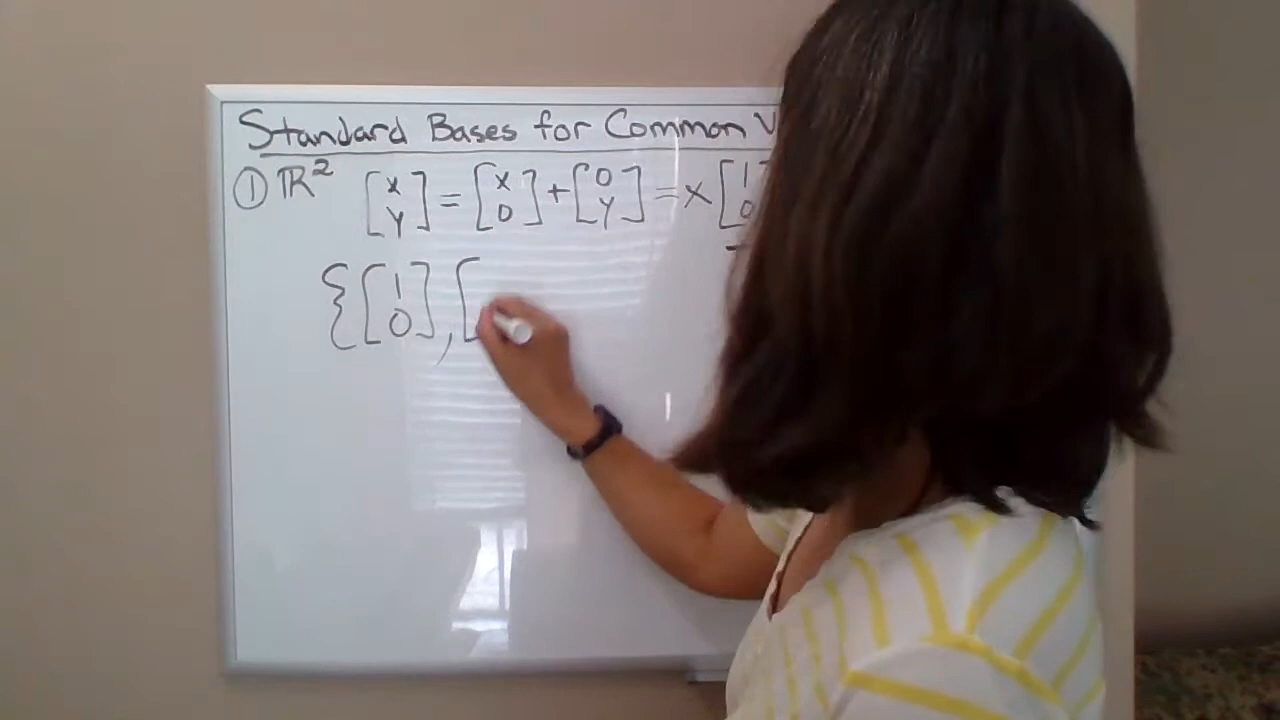 Standard Bases for Common V
① ℝ² [x y] = [x 0] + [0 y] = x [1 0
{[1 0], [